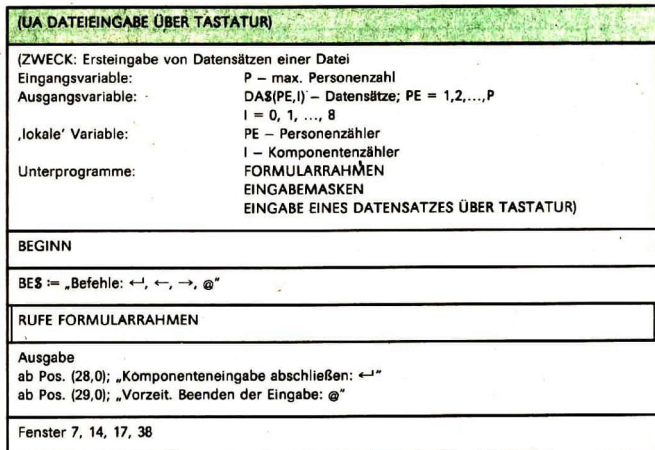 (UA DATEIEINGABE ÜBER TASTATUR)
(ZWECK: Ersteingabe von Datensätzen einer Datei
Eingangsvariable: P – max. Personenzahl
Ausgangsvariable: DA$(PE,I) – Datensätze; PE = 1,2,...,P
I = 0, 1, ..., 8
‚lokale' Variable: PE – Personenzähler
I – Komponentenzähler
Unterprogramme: FORMULARRAHMEN
EINGABEMASKEN
EINGABE EINES DATENSATZES ÜBER TASTATUR)
BEGINN
BE$ := „Befehle: ↵, ←, →, @"
RUFE FORMULARRAHMEN
Ausgabe
ab Pos. (28,0); „Komponenteneingabe abschließen: ↵"
ab Pos. (29,0); „Vorzeit. Beenden der Eingabe: @"
Fenster 7, 14, 17, 38